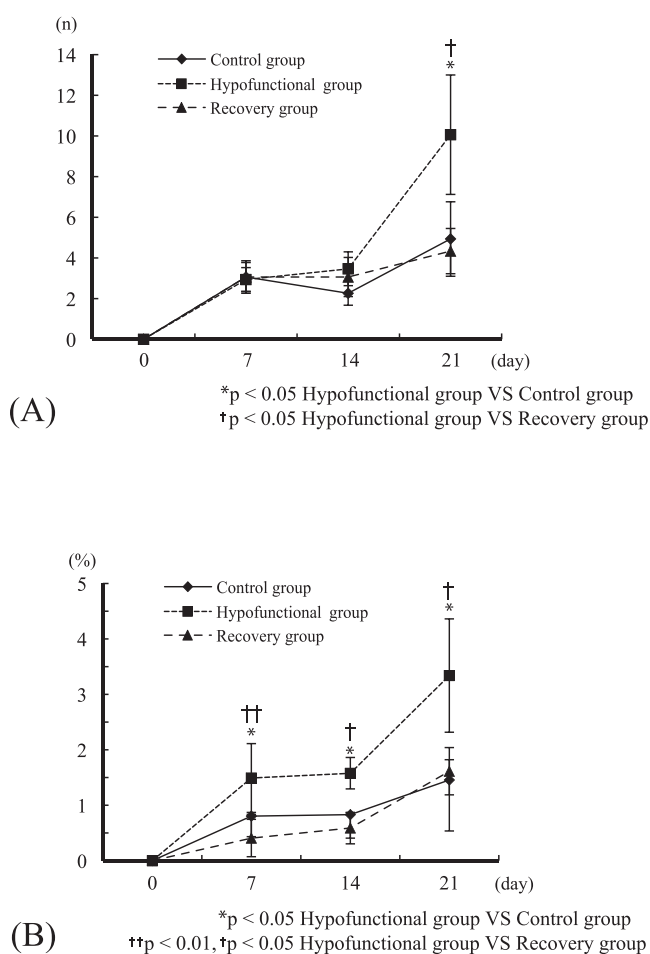 (n)
14
Control group
Hypofunctional group
Recovery group
†
*
12
10
8
6
4
2
0
0 7 14 21 (day)
*p < 0.05 Hypofunctional group VS Control group
†p < 0.05 Hypofunctional group VS Recovery group
(A)
(%)
5
Control group
Hypofunctional group
Recovery group
†
*
4
3
††
*
†
*
2
1
0
0 7 14 21 (day)
*p < 0.05 Hypofunctional group VS Control group
††p < 0.01, †p < 0.05 Hypofunctional group VS Recovery group
(B)